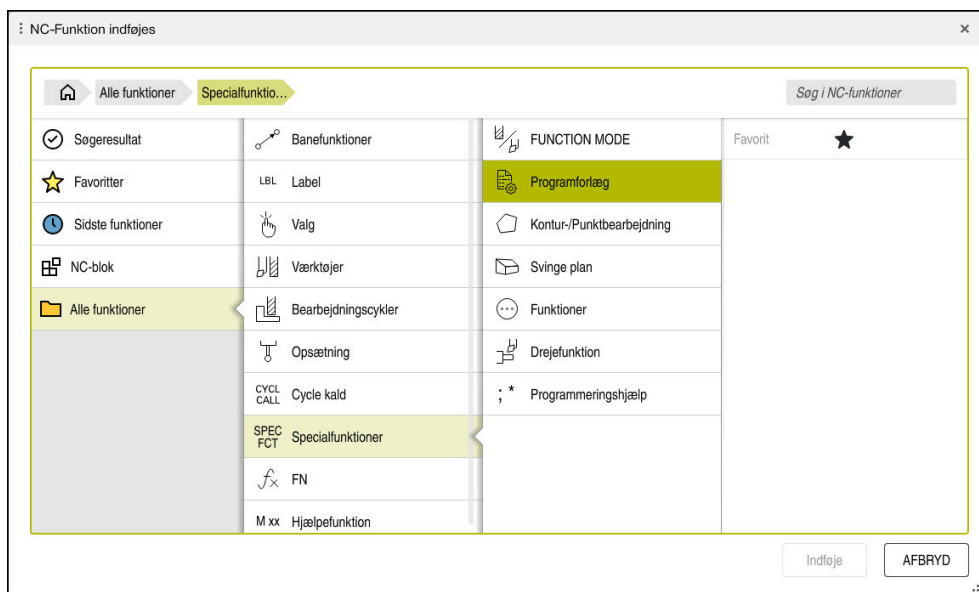 NC-Funktion indføjes
Alle funktioner
Specialfunktio...
Søg i NC-funktioner
Søgeresultat
Favoritter
Sidste funktioner
NC-blok
Alle funktioner
Banefunktioner
LBL Label
Valg
Værktøjer
Bearbejdningscykler
Opsætning
CYCL
CALL Cycle kald
SPEC
FCT Specialfunktioner
FN
M xx Hjælpefunktion
FUNCTION MODE
Programforlæg
Kontur-/Punktbearbejdning
Svinge plan
Funktioner
Drejefunktion
; * Programmeringshjælp
Favorit
Indføje
AFBRYD